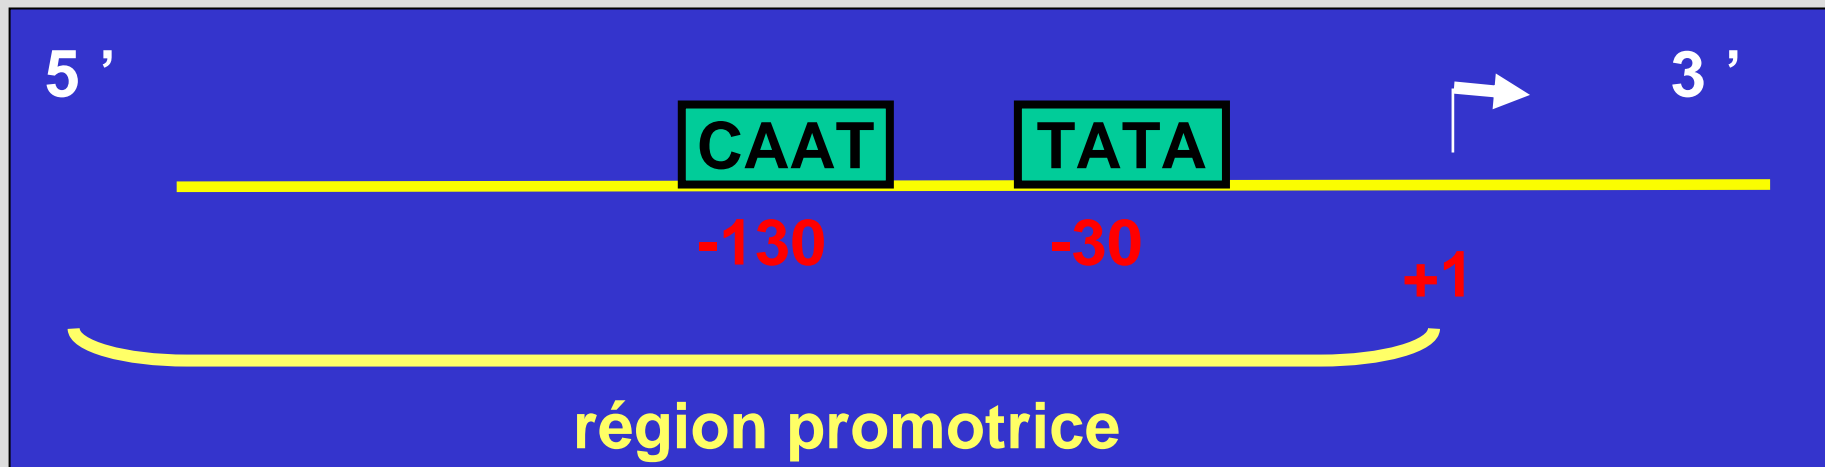 5 ’ 3 ’
CAAT TATA
-130 -30
+1
région promotrice